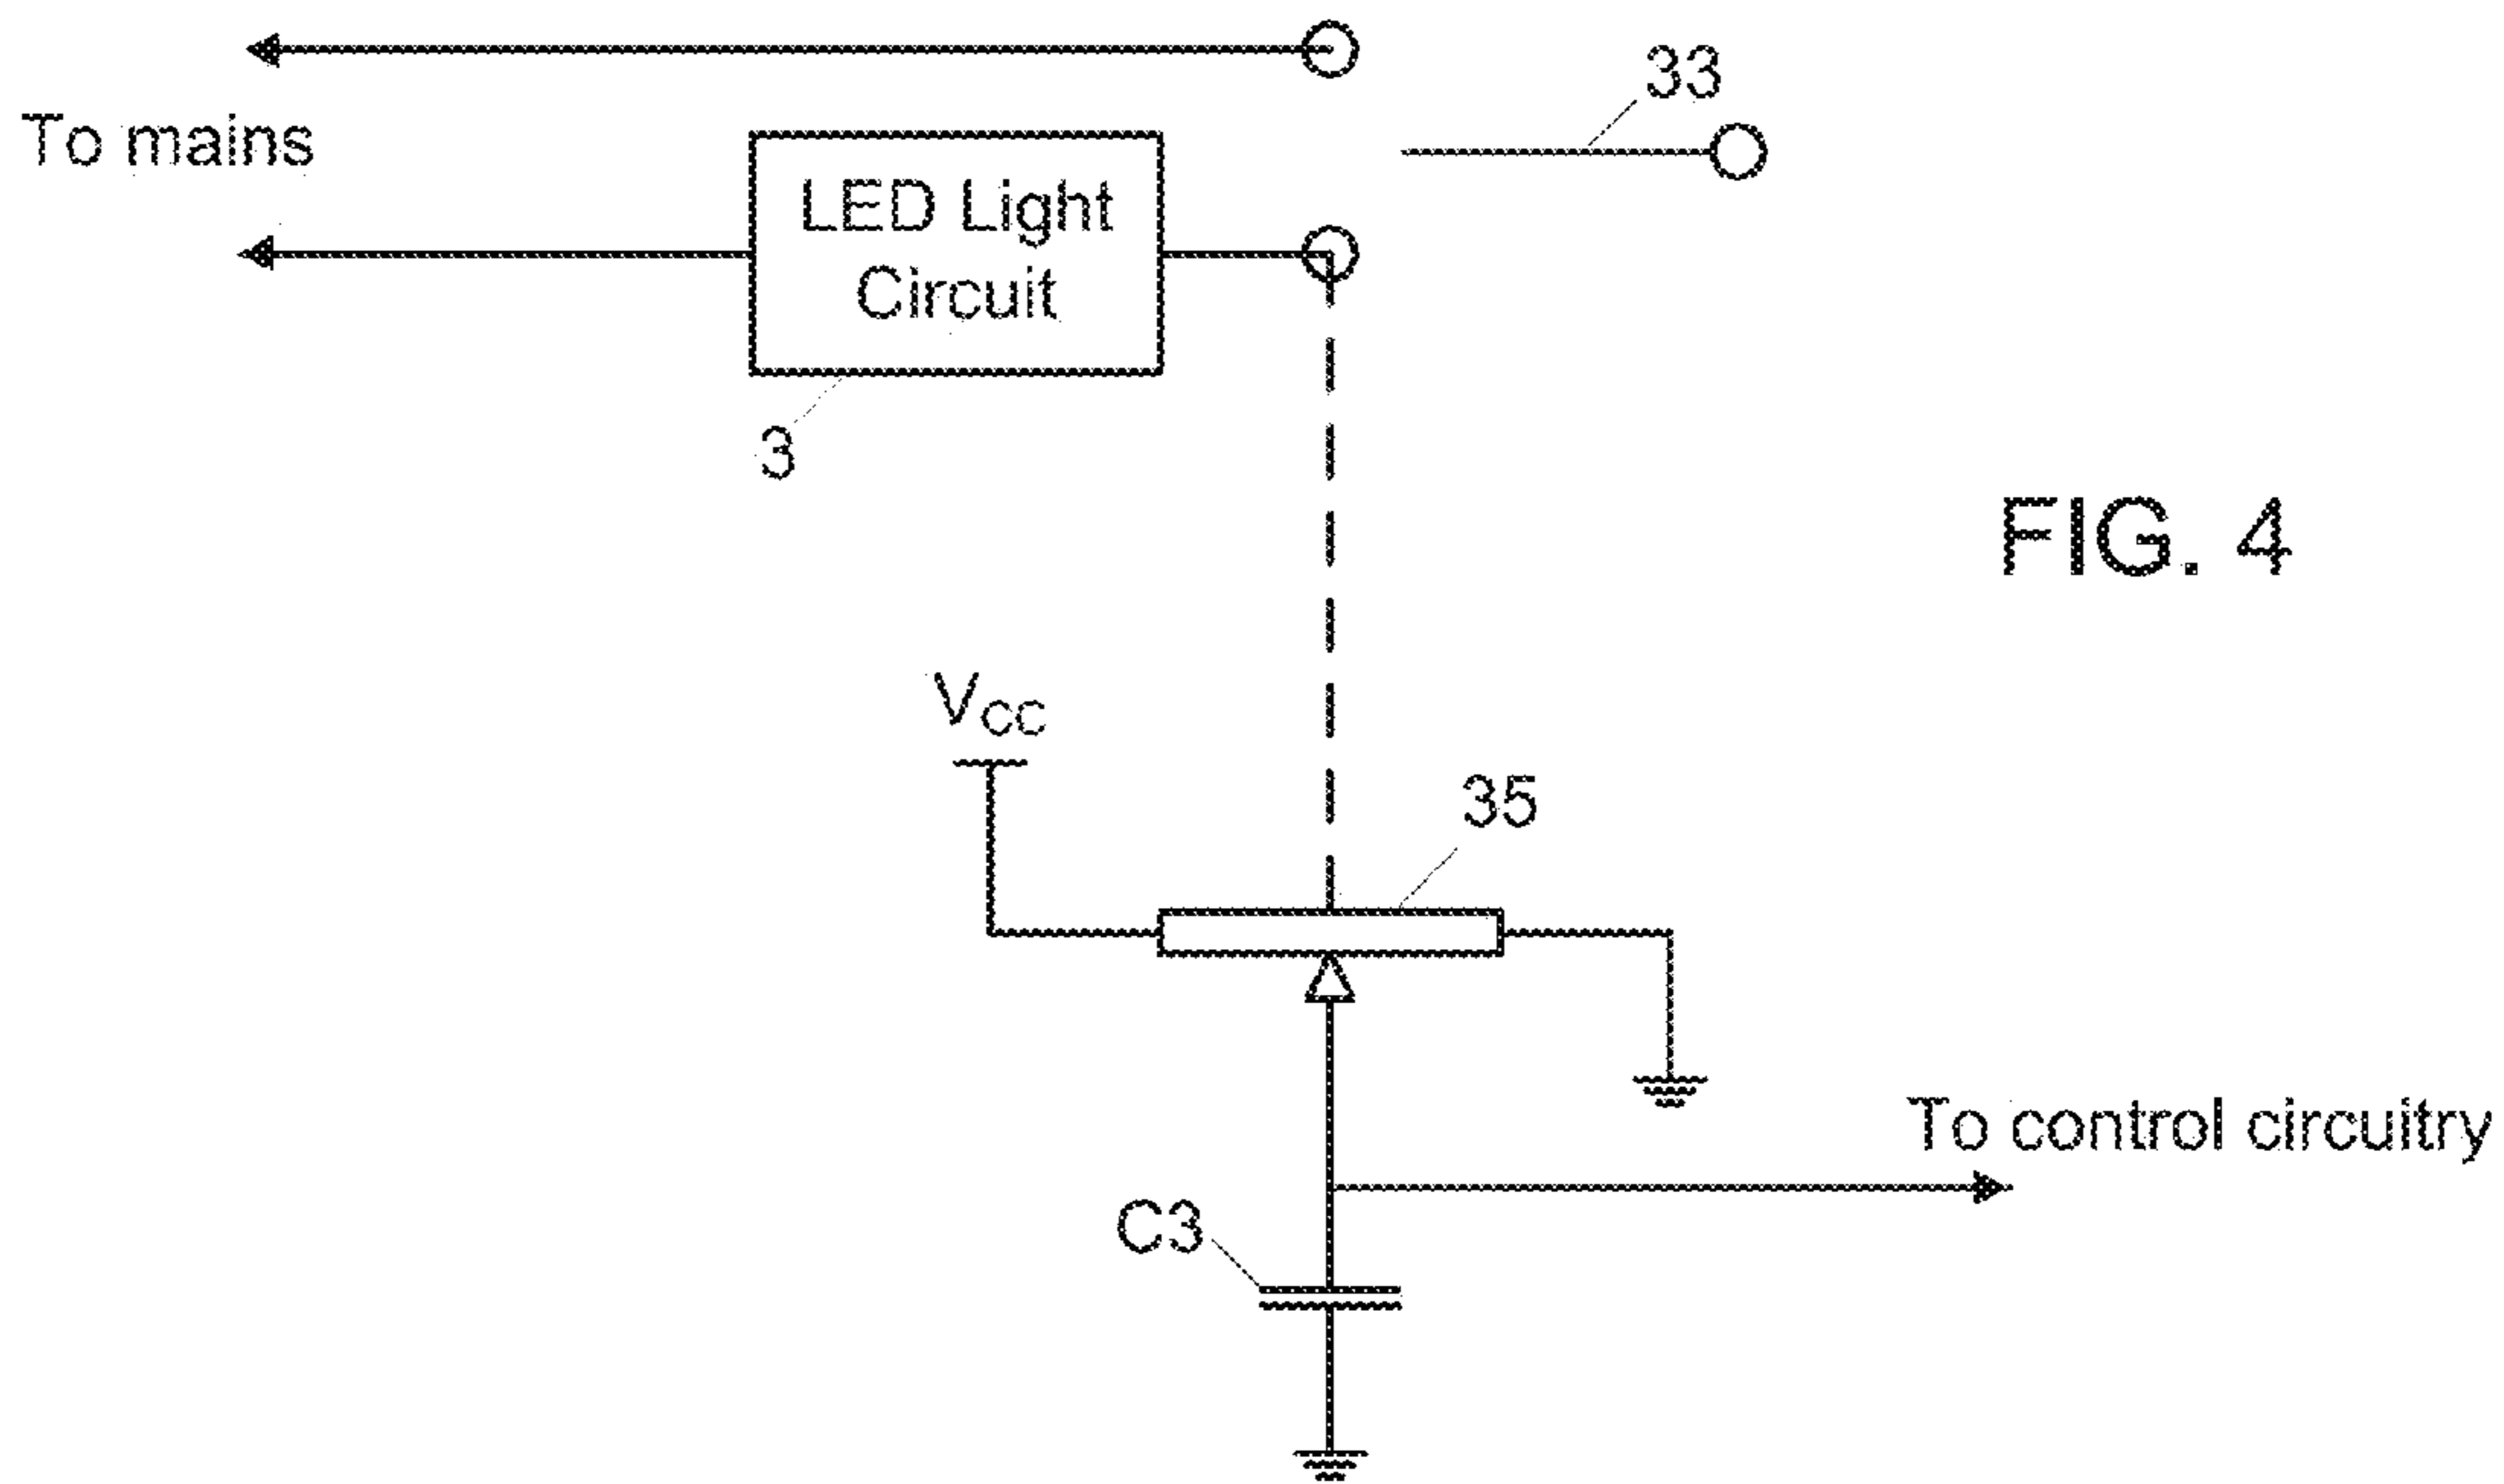 33
To mains
LED Light
Circuit
3
FIG. 4
VCC
35
To control circuitry
C3